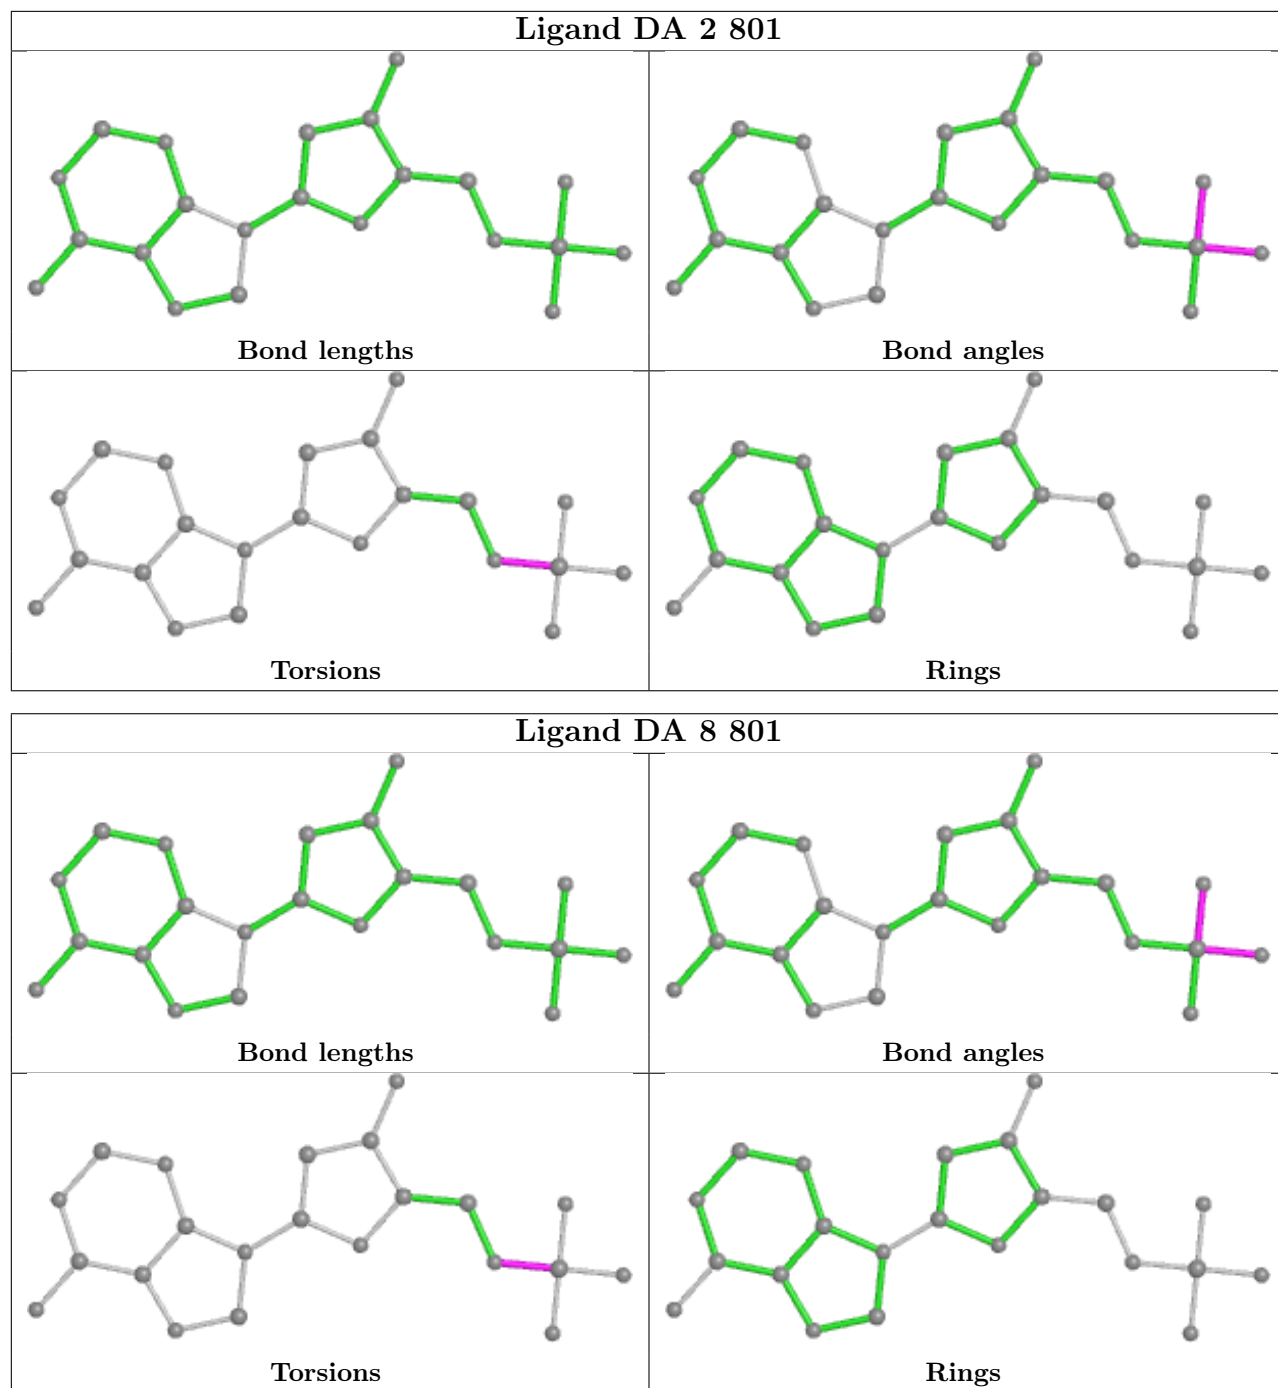 Ligand DA 2 801
Bond lengths
Bond angles
Torsions
Rings
Ligand DA 8 801
Bond lengths
Bond angles
Torsions
Rings